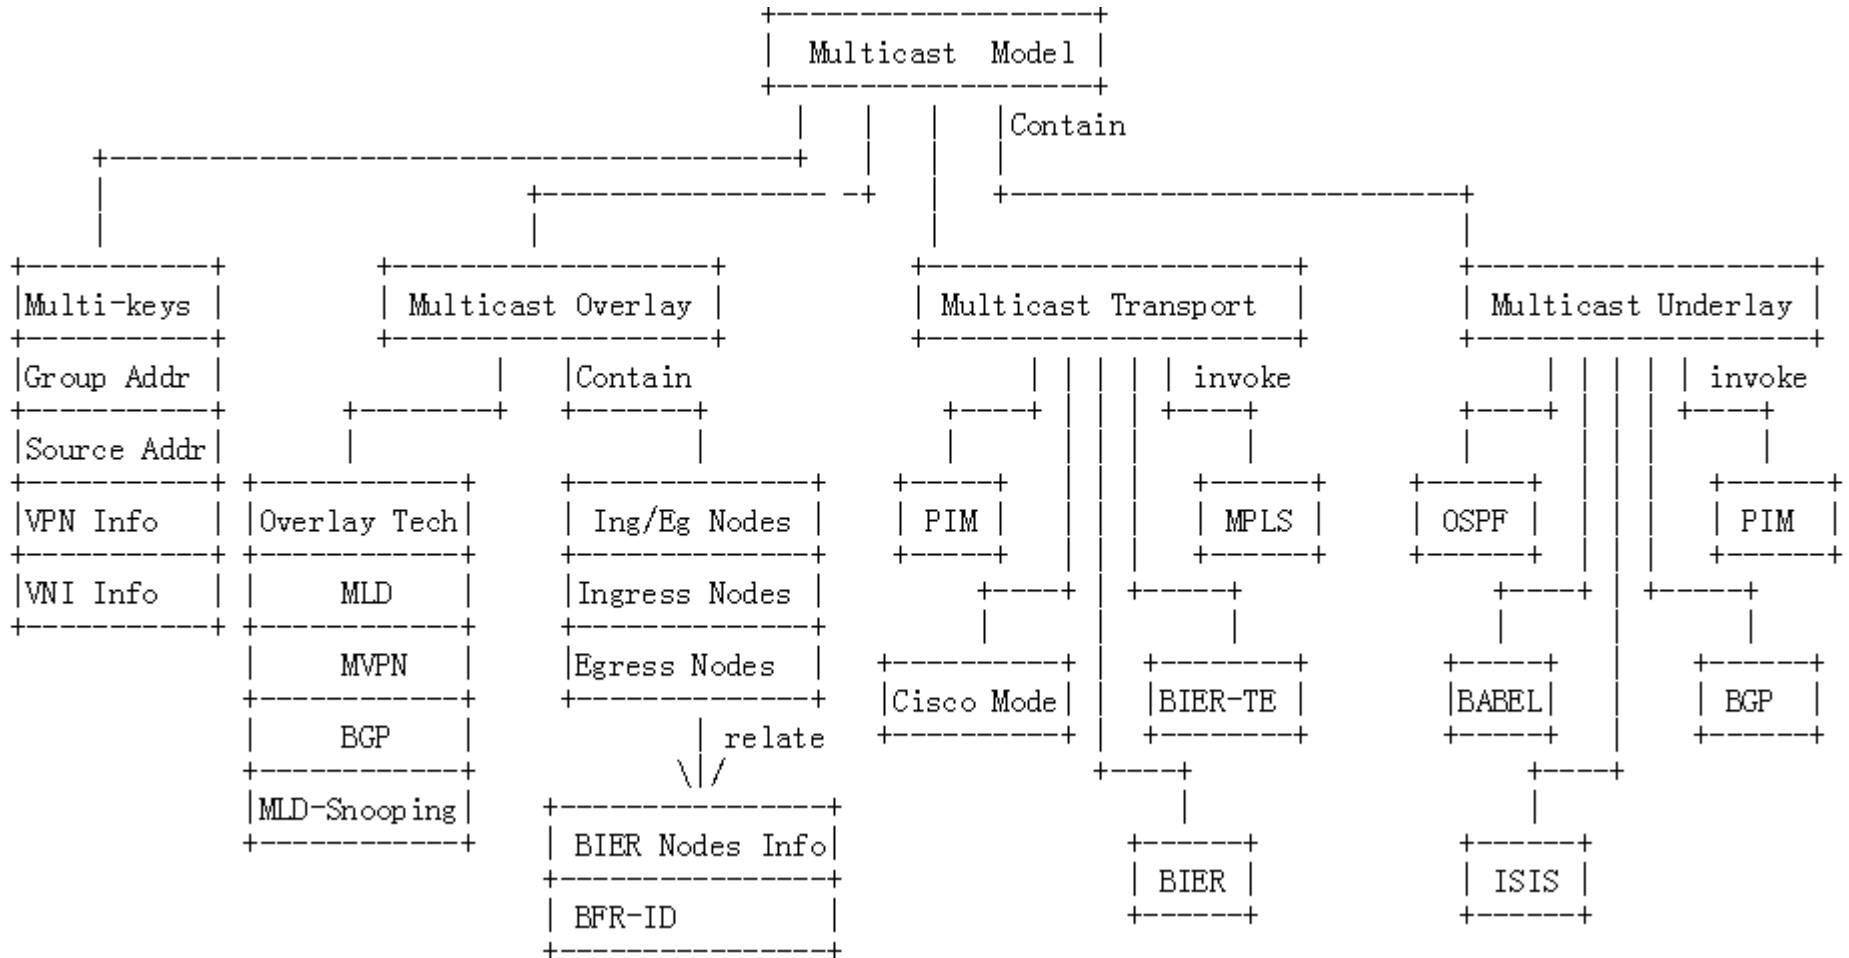 Multicast Model
Contain
Multi-keys Multicast Overlay Multicast Transport Multicast Underlay
Group Addr Contain invoke invoke
Source Addr
VPN Info Overlay Tech Ing/Eg Nodes PIM MPLS OSPF PIM
VNI Info MLD Ingress Nodes
MVPN Egress Nodes
Cisco Mode BIER-TE BABEL BGP
BGP relate
MLD-Snooping
BIER Nodes Info
BIER ISIS
BFR-ID